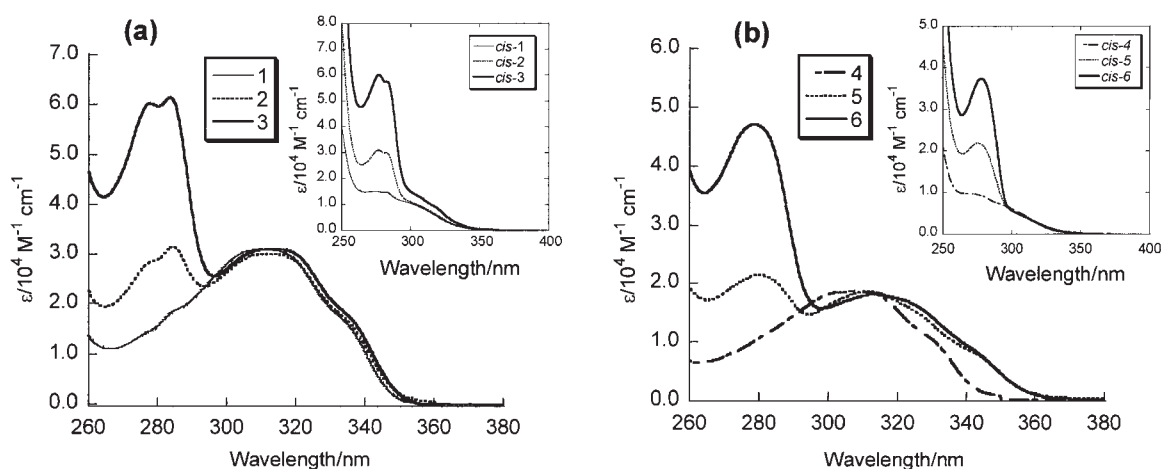 (a)
ε/10⁴ M⁻¹ cm⁻¹
7.0
6.0
5.0
4.0
3.0
2.0
1.0
0.0
260 280 300 320 340 360 380
Wavelength/nm
1
2
3
ε/10⁴ M⁻¹ cm⁻¹
8.0
7.0
6.0
5.0
4.0
3.0
2.0
1.0
0.0
250 300 350 400
Wavelength/nm
cis-1
cis-2
cis-3
(b)
ε/10⁴ M⁻¹ cm⁻¹
6.0
5.0
4.0
3.0
2.0
1.0
0.0
260 280 300 320 340 360 380
Wavelength/nm
4
5
6
ε/10⁴ M⁻¹ cm⁻¹
5.0
4.0
3.0
2.0
1.0
0.0
250 300 350 400
Wavelength/nm
cis-4
cis-5
cis-6